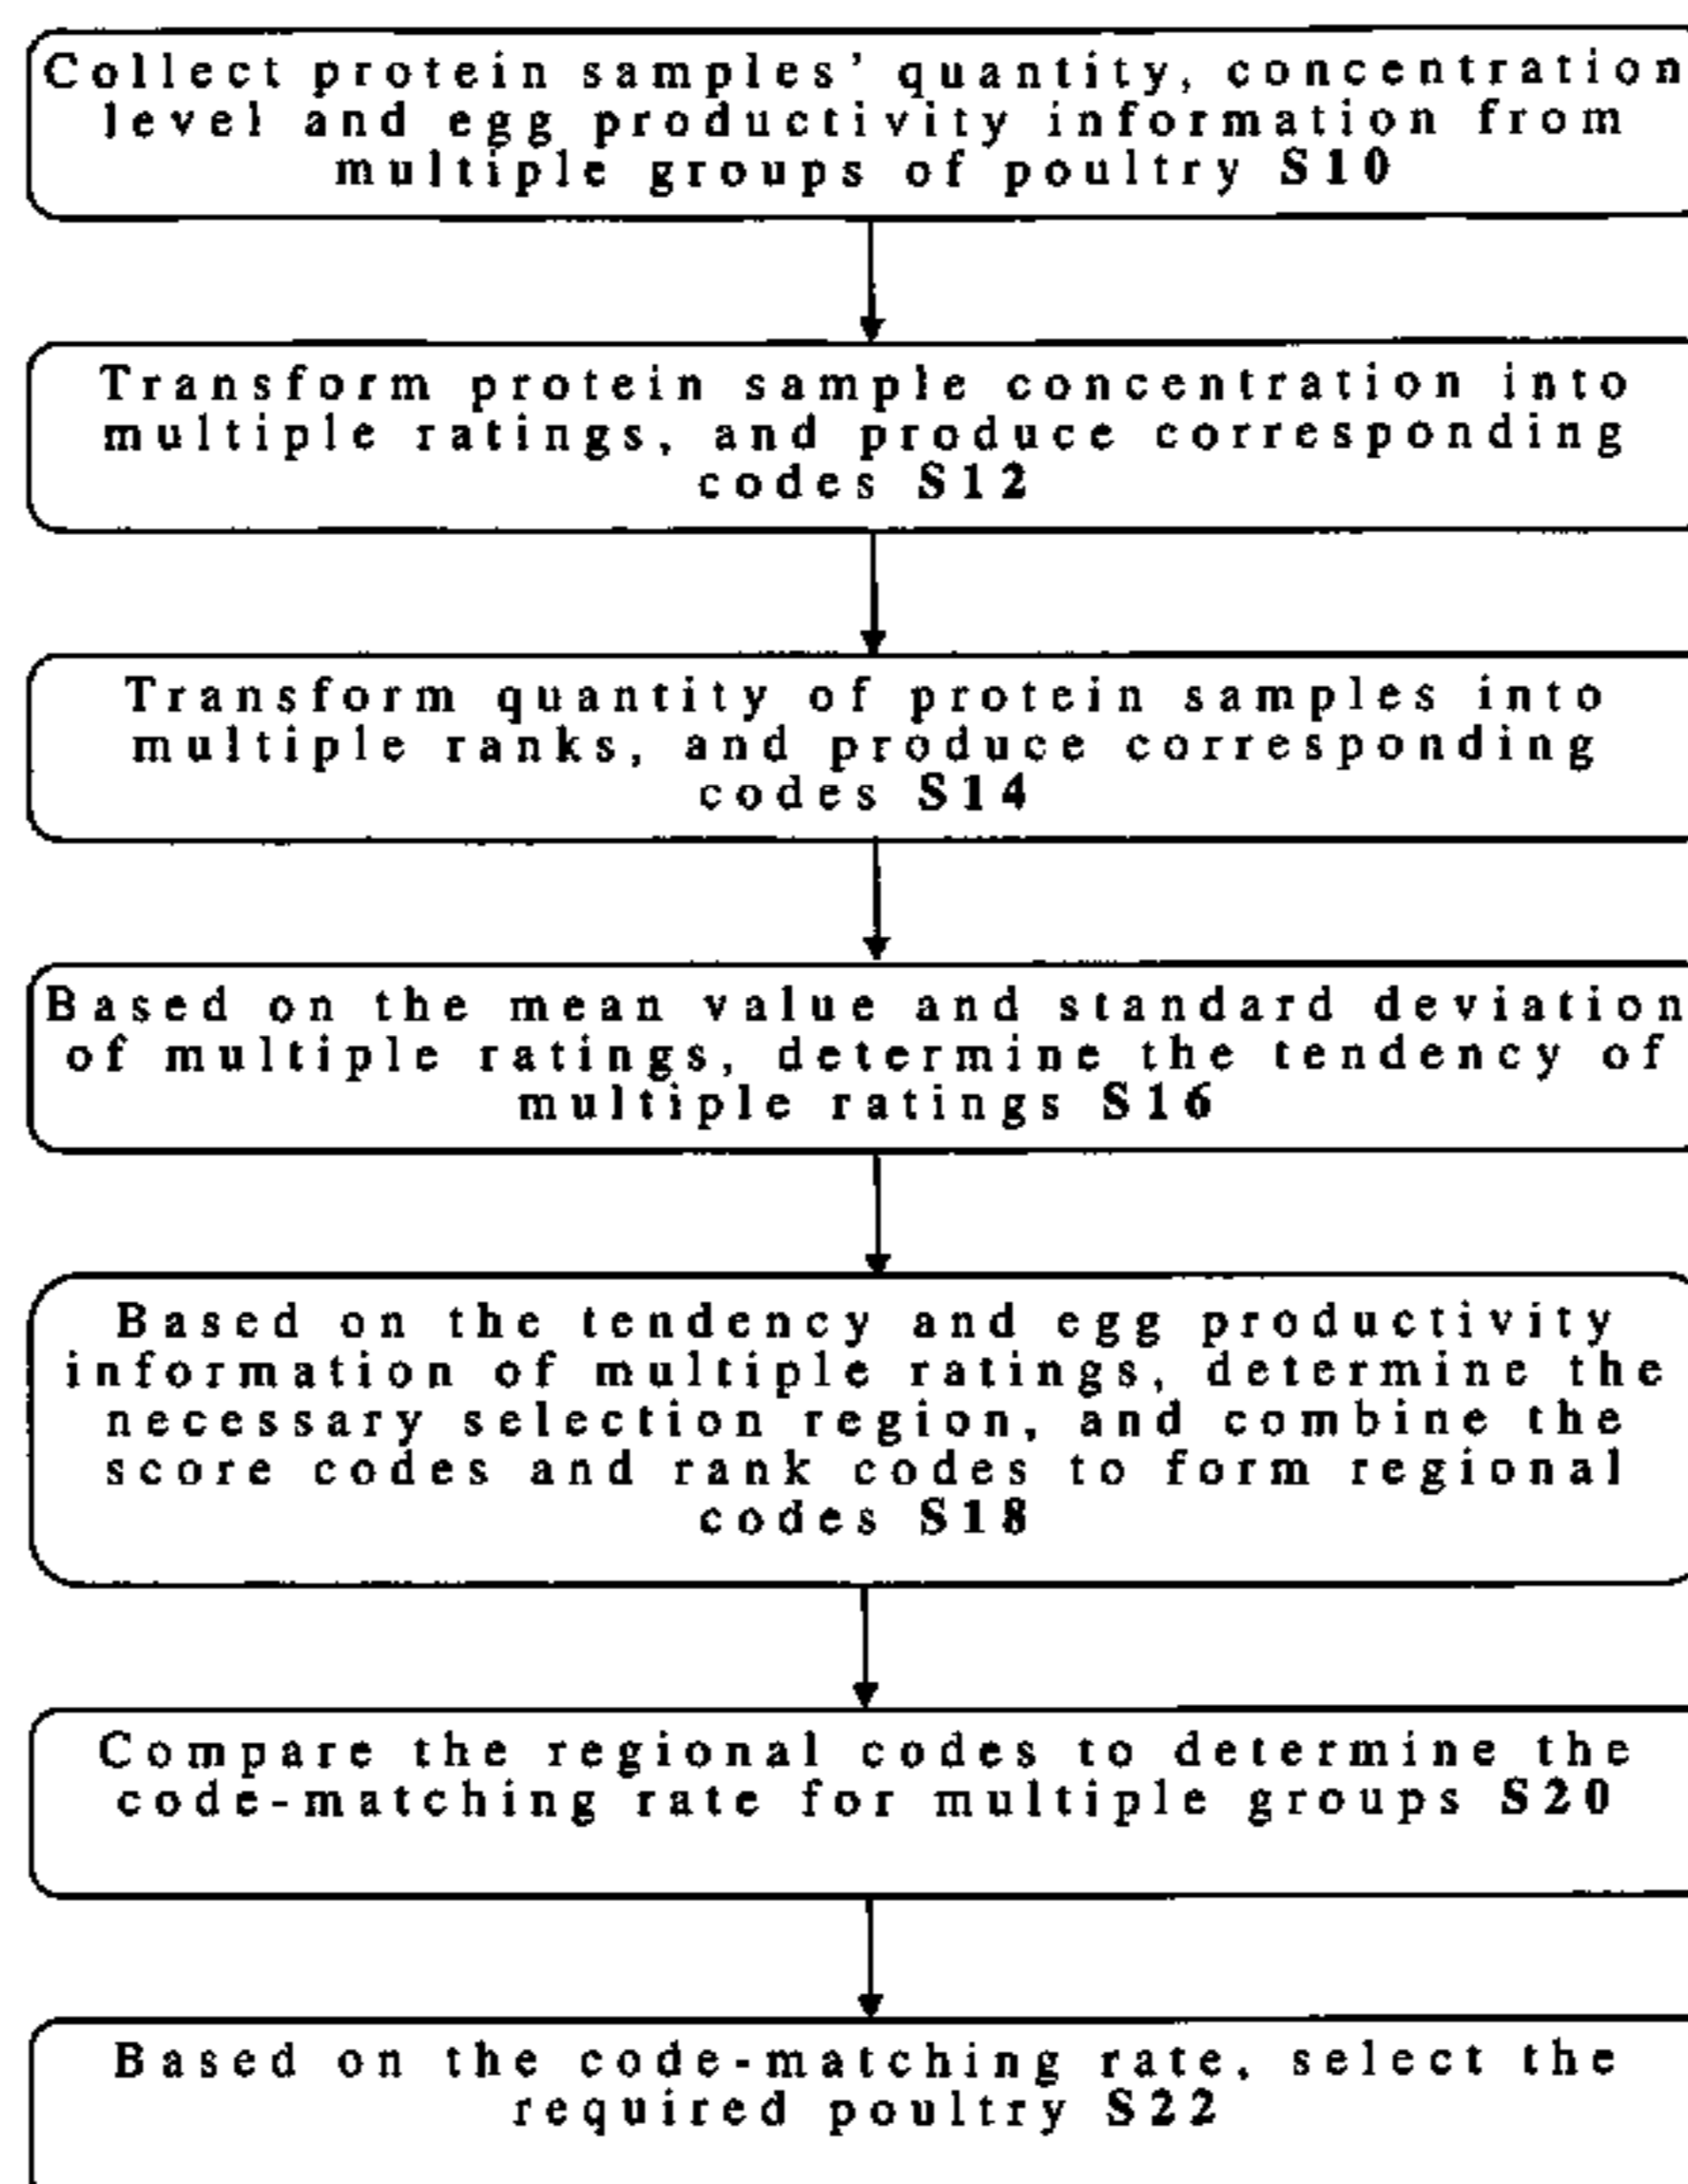 Collect protein samples' quantity, concentration
level and egg productivity information from
multiple groups of poultry S10
Transform protein sample concentration into
multiple ratings, and produce corresponding
codes S12
Transform quantity of protein samples into
multiple ranks, and produce corresponding
codes S14
Based on the mean value and standard deviation
of multiple ratings, determine the tendency of
multiple ratings S16
Based on the tendency and egg productivity
information of multiple ratings, determine the
necessary selection region, and combine the
score codes and rank codes to form regional
codes S18
Compare the regional codes to determine the
code-matching rate for multiple groups S20
Based on the code-matching rate, select the
required poultry S22